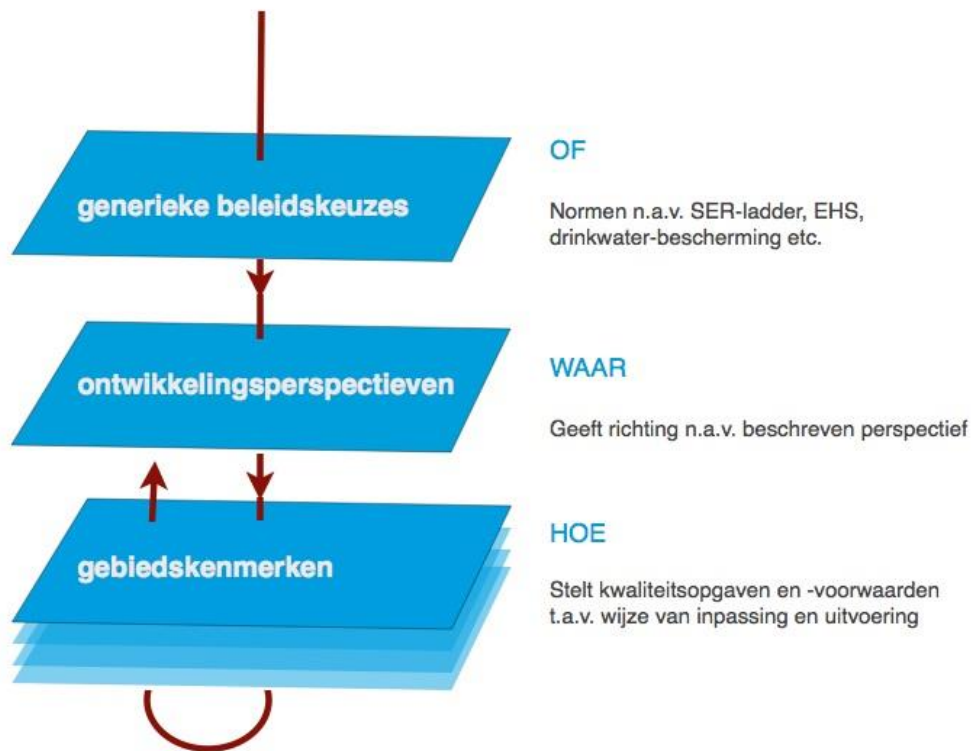 generieke beleidskeuzes
OF
Normen n.a.v. SER-ladder, EHS,
drinkwater-bescherming etc.
ontwikkelingsperspectieven
WAAR
Geeft richting n.a.v. beschreven perspectief
gebiedskenmerken
HOE
Stelt kwaliteitsopgaven en -voorwaarden
t.a.v. wijze van inpassing en uitvoering